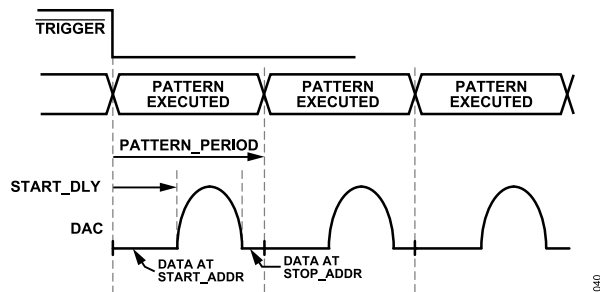 TRIGGER
PATTERN PATTERN PATTERN
EXECUTED EXECUTED EXECUTED
PATTERN_PERIOD
START_DLY
DAC
DATA AT
START_ADDR
DATA AT
STOP_ADDR
040